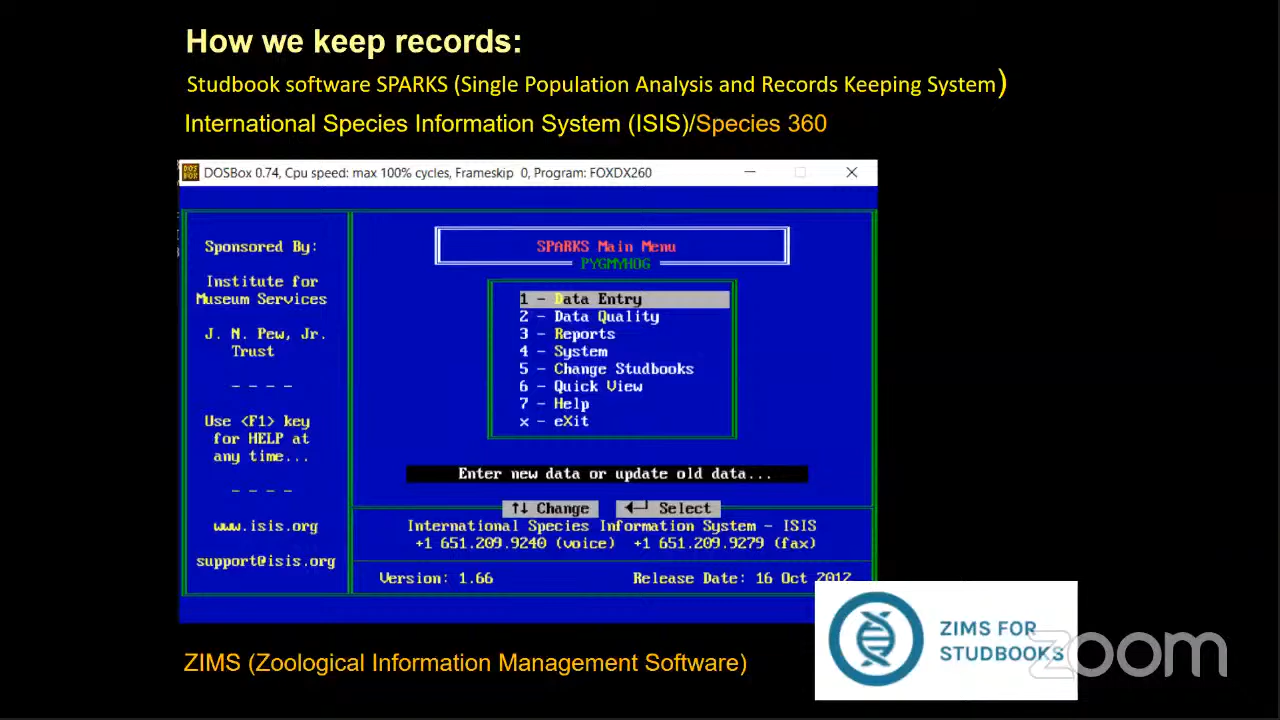 How we keep records:
Studbook software SPARKS (Single Population Analysis and Records Keeping System)
International Species Information System (ISIS)/Species 360
DOSBox 0.74, Cpu speed: max 100% cycles, Frameskip 0, Program: FOXDX260
Sponsored By:
Institute for
Museum Services
J. N. Pew, Jr.
Trust
- - - -
Use <F1> key
for HELP at
any time...
- - - -
www.isis.org
support@isis.org
SPARKS Main Menu
PYGMYHOG
1 - Data Entry
2 - Data Quality
3 - Reports
4 - System
5 - Change Studbooks
6 - Quick View
7 - Help
x - eXit
Enter new data or update old data...
↑↓ Change
Select
International Species Information System - ISIS
+1 651.209.9240 (voice) +1 651.209.9279 (fax)
Version: 1.66
Release Date: 16 Oct 2012
ZIMS (Zoological Information Management Software)
ZIMS FOR
STUDBOOKS
zoom